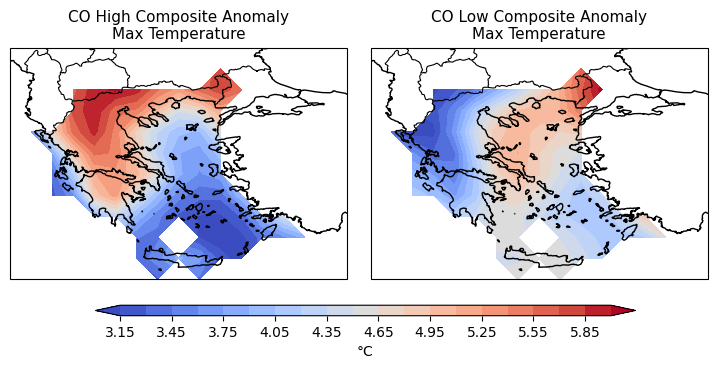 CO High Composite Anomaly
Max Temperature
CO Low Composite Anomaly
Max Temperature
3.15 3.45 3.75 4.05 4.35 4.65 4.95 5.25 5.55 5.85
°C